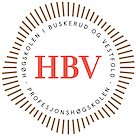 HØGSKOLEN I BUSKERUD OG VESTFOLD
HBV
PROFESJONSHØGSKOLEN